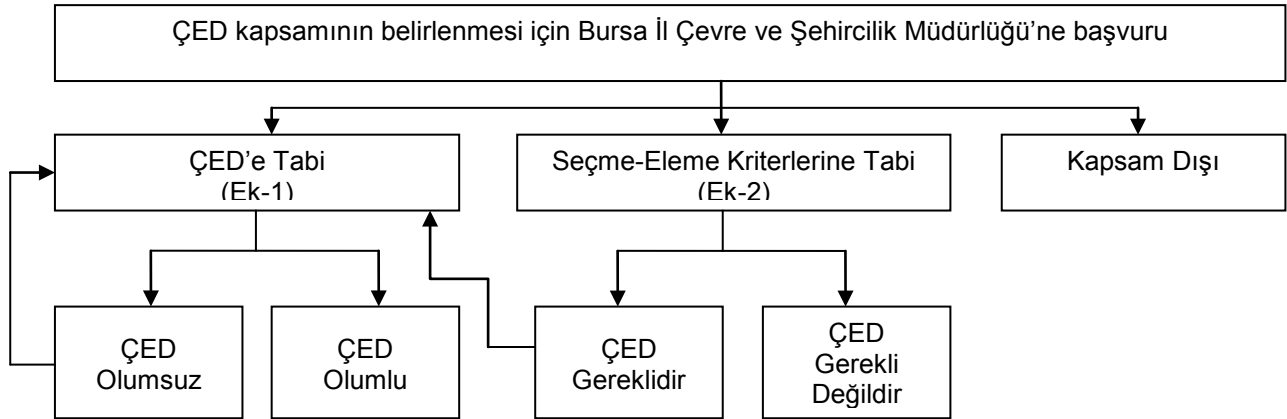 ÇED kapsamının belirlenmesi için Bursa İl Çevre ve Şehircilik Müdürlüğü’ne başvuru
ÇED’e Tabi
(Ek-1)
Seçme-Eleme Kriterlerine Tabi
(Ek-2)
Kapsam Dışı
ÇED
Olumsuz
ÇED
Olumlu
ÇED
Gereklidir
ÇED
Gerekli
Değildir